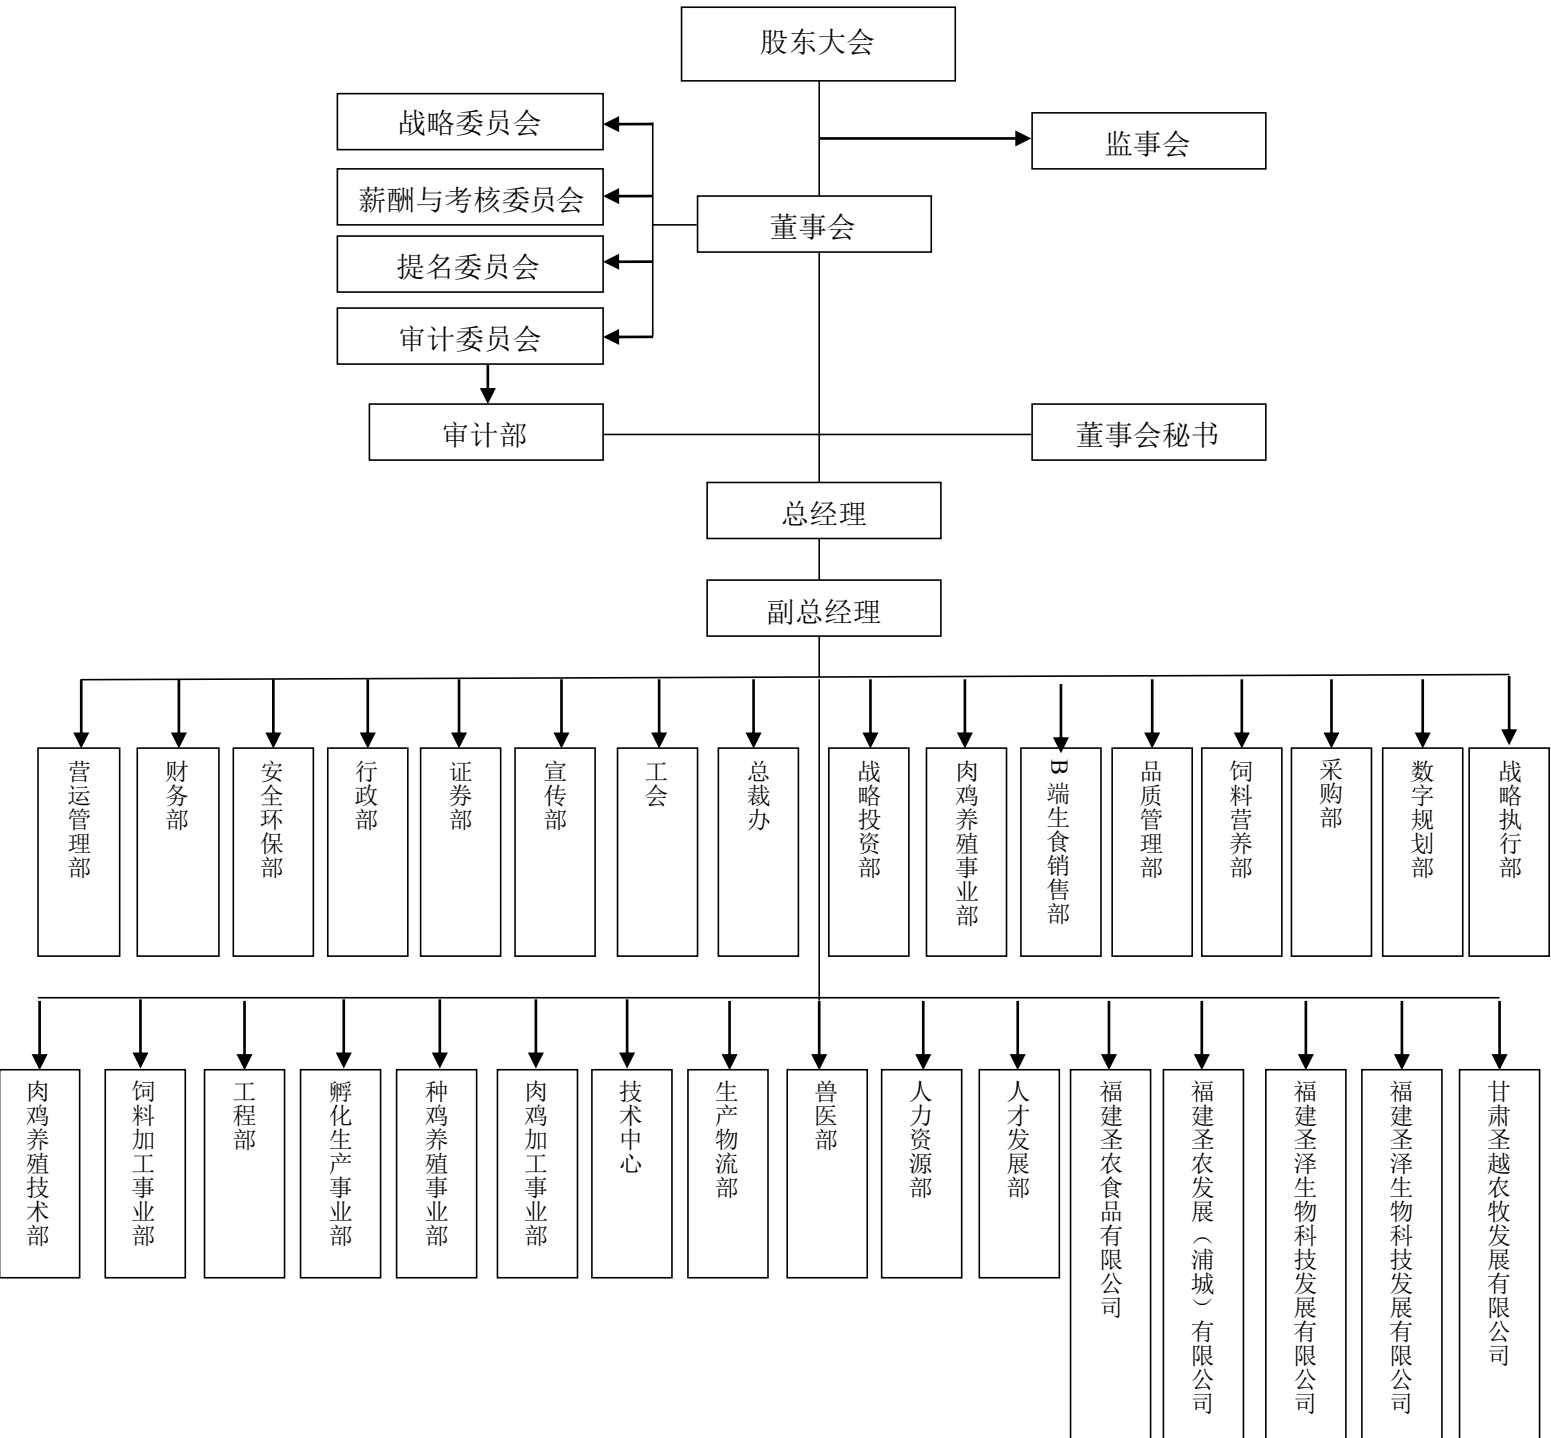 股东大会
战略委员会
监事会
薪酬与考核委员会
董事会
提名委员会
审计委员会
审计部
董事会秘书
总经理
副总经理
营运管理部
财务部
安全环保部
行政部
证券部
宣传部
工会
总裁办
战略投资部
肉鸡养殖事业部
B端生食销售部
品质管理部
饲料营养部
采购部
数字规划部
战略执行部
肉鸡养殖技术部
饲料加工事业部
工程部
孵化生产事业部
种鸡养殖事业部
肉鸡加工事业部
技术中心
生产物流部
兽医部
人力资源部
人才发展部
福建圣农食品有限公司
福建圣农发展（浦城）有限公司
福建圣泽生物科技发展有限公司
福建圣泽生物科技发展有限公司
甘肃圣越农牧发展有限公司